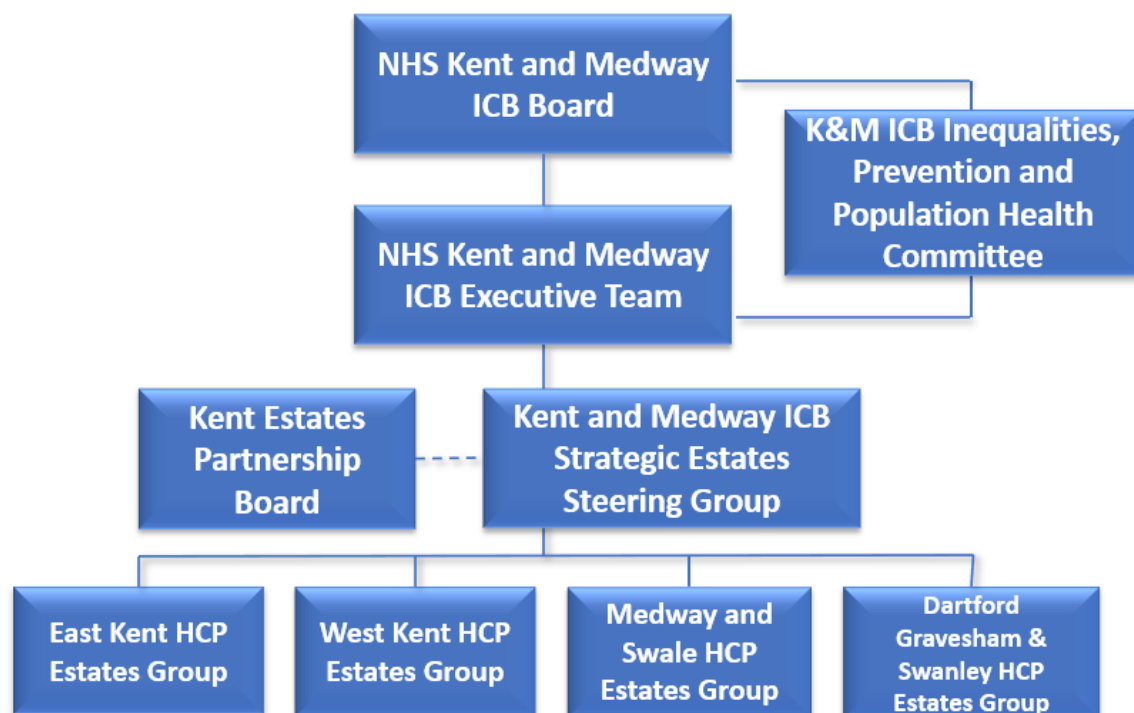 NHS Kent and Medway
ICB Board
K&M ICB Inequalities,
Prevention and
Population Health
Committee
NHS Kent and Medway
ICB Executive Team
Kent Estates
Partnership
Board
Kent and Medway ICB
Strategic Estates
Steering Group
East Kent HCP
Estates Group
West Kent HCP
Estates Group
Medway and
Swale HCP
Estates Group
Dartford
Gravesham &
Swanley HCP
Estates Group